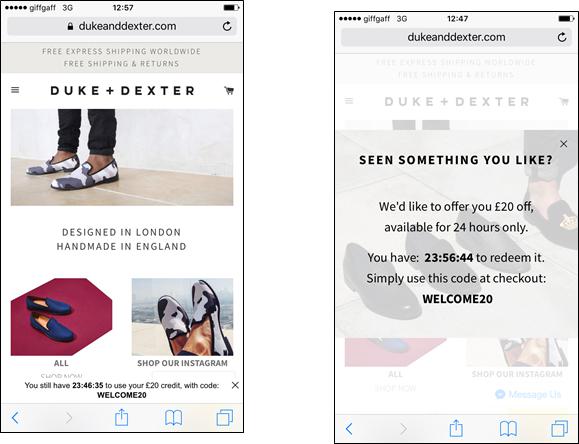 giffgaff 3G 12:57
dukeanddexter.com
FREE EXPRESS SHIPPING WORLDWIDE
FREE SHIPPING & RETURNS
DUKE + DEXTER
DESIGNED IN LONDON
HANDMADE IN ENGLAND
ALL
SHOP NOW
SHOP OUR INSTAGRAM
You still have 23:46:35 to use your £20 credit, with code:
WELCOME20
giffgaff 3G 12:47
dukeanddexter.com
FREE EXPRESS SHIPPING WORLDWIDE
FREE SHIPPING & RETURNS
DUKE + DEXTER
SEEN SOMETHING YOU LIKE?
We'd like to offer you £20 off,
available for 24 hours only.
You have: 23:56:44 to redeem it.
Simply use this code at checkout:
WELCOME20
ALL
SHOP NOW
SHOP OUR INSTAGRAM
Message Us